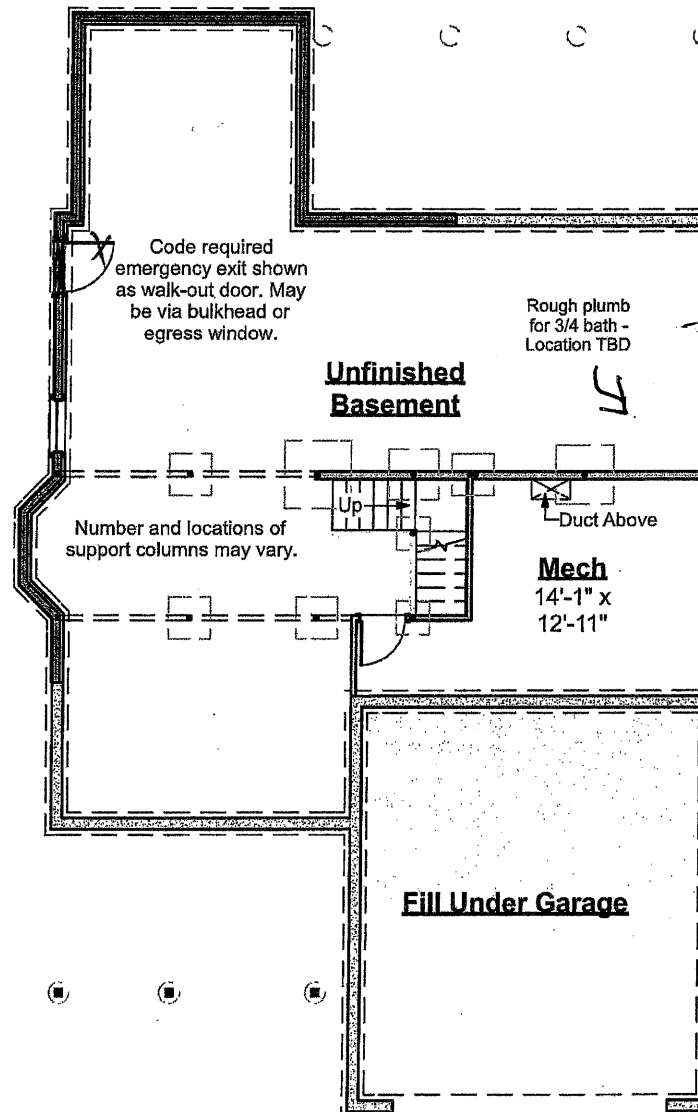 Code required
emergency exit shown
as walk-out door. May
be via bulkhead or
egress window.
Rough plumb
for 3/4 bath -
Location TBD
Unfinished
Basement
Up
Duct Above
Number and locations of
support columns may vary.
Mech
14'-1" x
12'-11"
Fill Under Garage